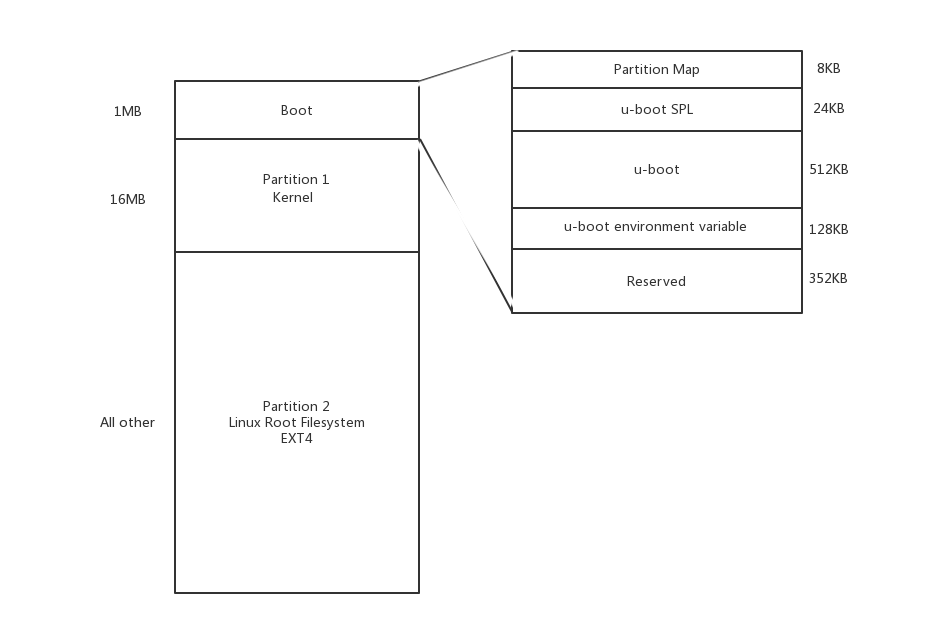 1MB
Boot
16MB
Partition 1
Kernel
All other
Partition 2
Linux Root Filesystem
EXT4
Partition Map
8KB
u-boot SPL
24KB
u-boot
512KB
u-boot environment variable
128KB
Reserved
352KB